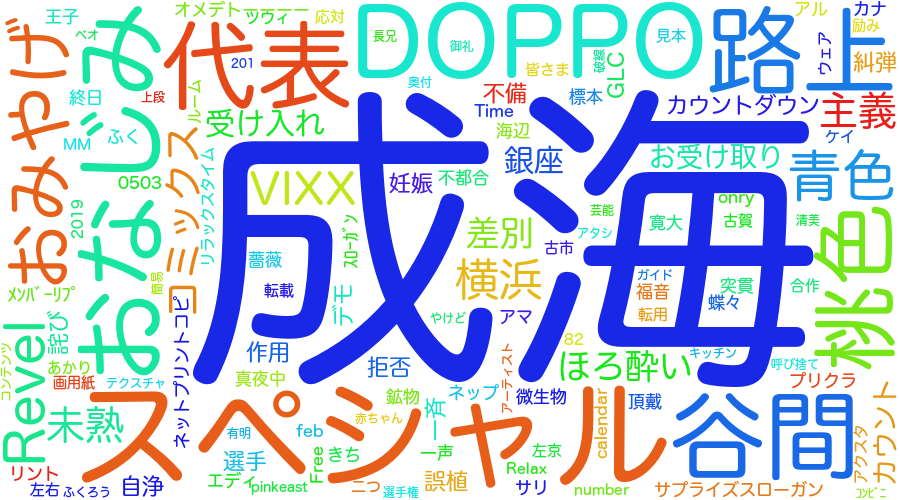 王子
オメデトーーーー
ツウィ
応対
長兄
御礼
DOPPO
破線
見本
アル
カナ
励み
ウェア
路上
糾弾
おみやげ
おなじみ
ベオ
代表
201
奥付
皆さま
GLC
終日
上段
ルーム
不備
標本
カウントダウン
主義
MM
ふく
受け入れ
Time
海辺
ケイ
コミックス
リラックスタイム
VIXX
妊娠
不都合
銀座
お受け取り
青色
0503
2019
成海
onry
芸能
古賀
清美
アタシ
寛大
差別
薔薇
スローガン
古市
桃色
簡易
転載
横浜
ガイド
福音
突貫
合作
メンバーリプ
デモ
転用
蝶々
Revel
詫び
ネットプリントコピ
やけど
アマ
82
作用
拒否
ほろ酔い
キッチン
呼び捨て
コンテンツ
あかり
画用紙
テクスチャ
真夜中
アーティスト
プリクラ
スペシャル
鉱物
ネップ
微生物
未熟
赤ちゃん
一斉
頂戴
谷間
カウント
アクスタ
calendar
有明
feb
きち
一声
左京
リント
選手
Free
Relax
エディ
誤植
左右
ふくろう
自浄
pinkeast
二つ
選手権
サリ
number
サプライズスローガン
コンビニ